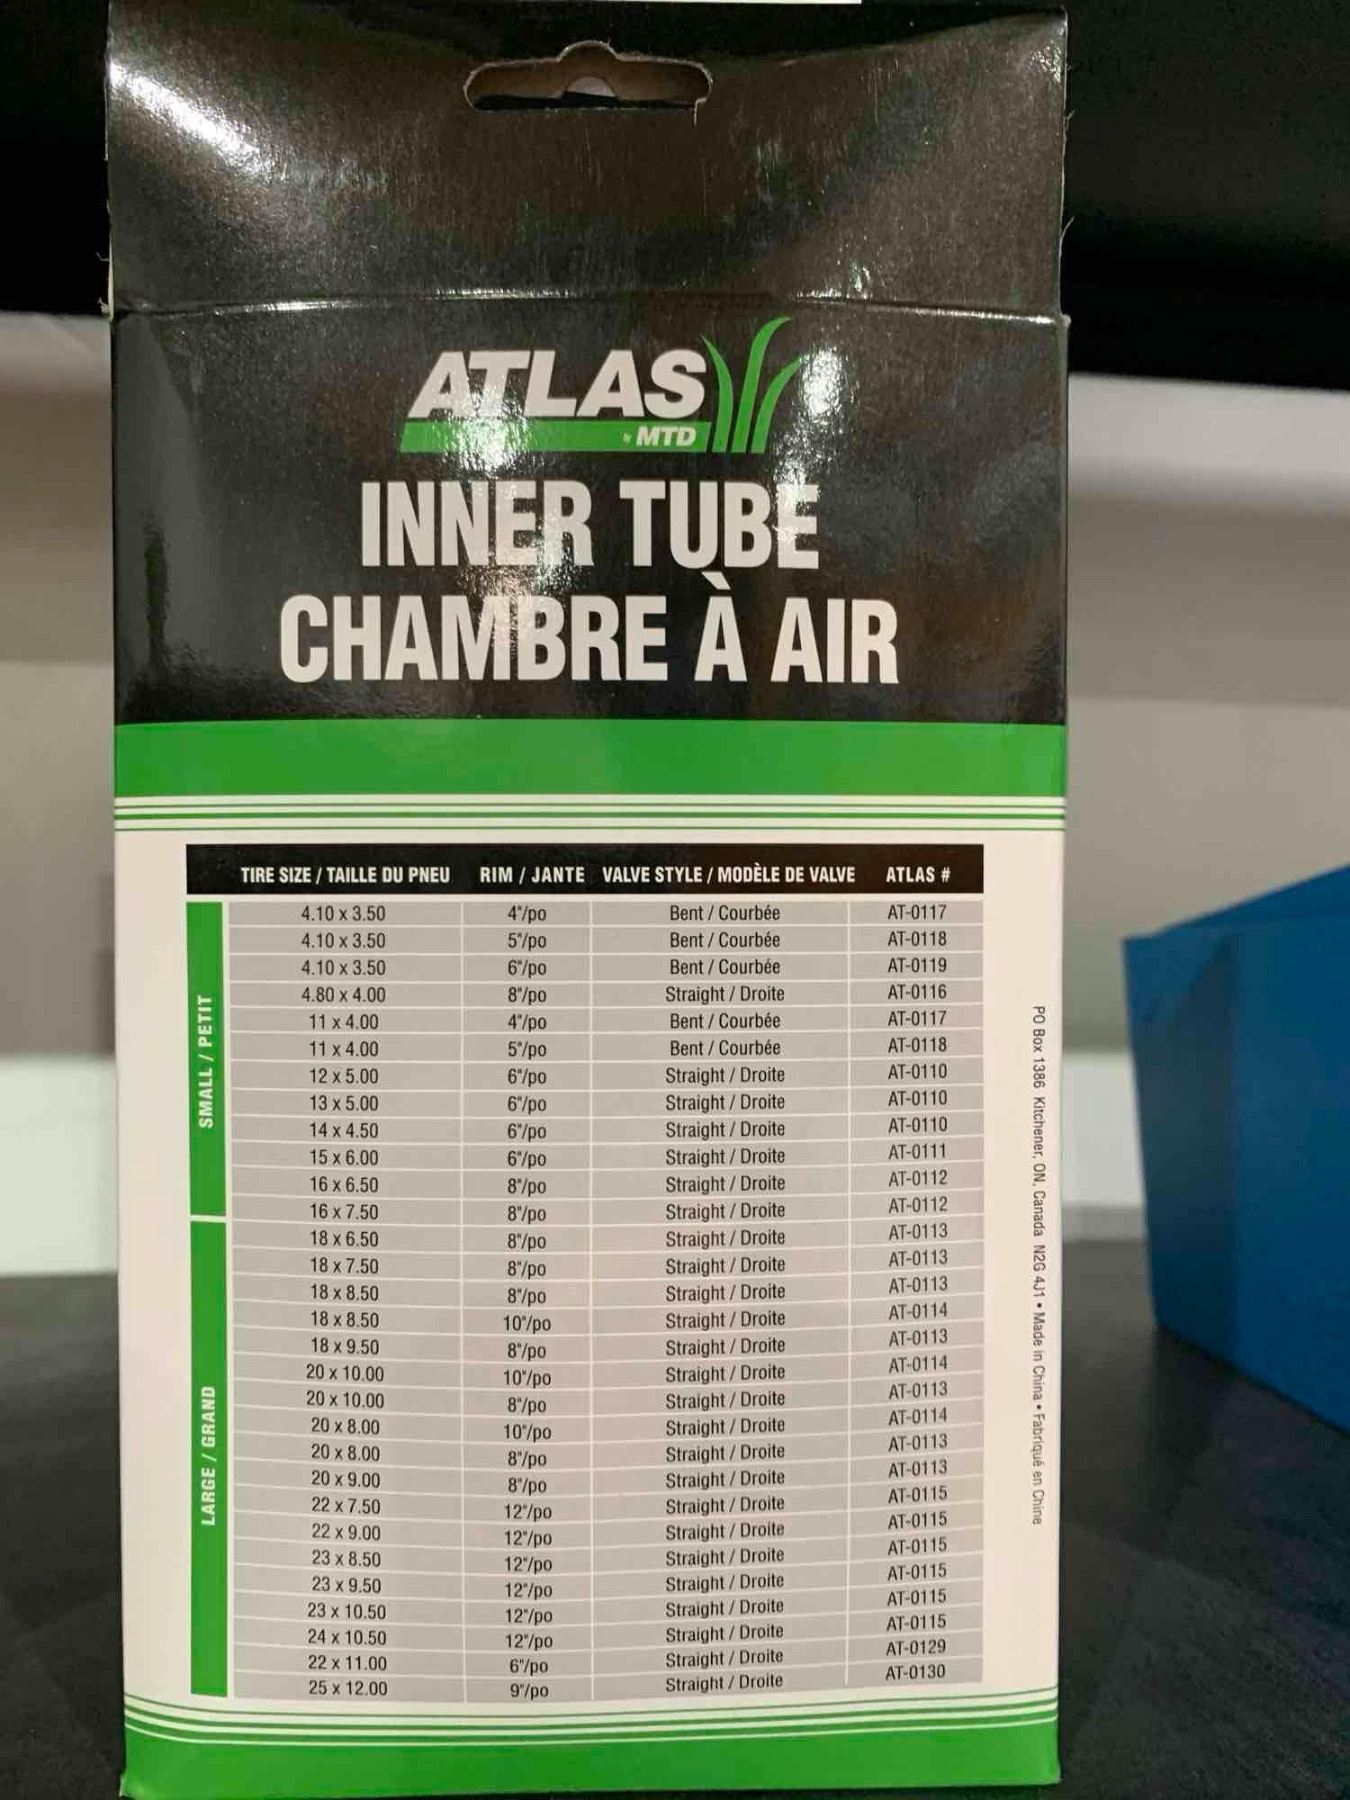 ATLAS
by MTD
INNER TUBE
CHAMBRE À AIR
TIRE SIZE / TAILLE DU PNEU RIM / JANTE VALVE STYLE / MODÈLE DE VALVE ATLAS #
SMALL / PETIT
4.10 x 3.50 4"/po Bent / Courbée AT-0117
4.10 x 3.50 5"/po Bent / Courbée AT-0118
4.10 x 3.50 6"/po Bent / Courbée AT-0119
4.80 x 4.00 8"/po Straight / Droite AT-0116
11 x 4.00 4"/po Bent / Courbée AT-0117
11 x 4.00 5"/po Bent / Courbée AT-0118
12 x 5.00 6"/po Straight / Droite AT-0110
13 x 5.00 6"/po Straight / Droite AT-0110
14 x 4.50 6"/po Straight / Droite AT-0110
15 x 6.00 6"/po Straight / Droite AT-0111
16 x 6.50 8"/po Straight / Droite AT-0112
16 x 7.50 8"/po Straight / Droite AT-0112
LARGE / GRAND
18 x 6.50 8"/po Straight / Droite AT-0113
18 x 7.50 8"/po Straight / Droite AT-0113
18 x 8.50 8"/po Straight / Droite AT-0113
18 x 8.50 10"/po Straight / Droite AT-0114
18 x 9.50 8"/po Straight / Droite AT-0113
20 x 10.00 10"/po Straight / Droite AT-0114
20 x 10.00 8"/po Straight / Droite AT-0113
20 x 8.00 10"/po Straight / Droite AT-0114
20 x 8.00 8"/po Straight / Droite AT-0113
20 x 9.00 8"/po Straight / Droite AT-0113
22 x 7.50 12"/po Straight / Droite AT-0115
22 x 9.00 12"/po Straight / Droite AT-0115
23 x 8.50 12"/po Straight / Droite AT-0115
23 x 9.50 12"/po Straight / Droite AT-0115
23 x 10.50 12"/po Straight / Droite AT-0115
24 x 10.50 12"/po Straight / Droite AT-0115
22 x 11.00 6"/po Straight / Droite AT-0129
25 x 12.00 9"/po Straight / Droite AT-0130
PO Box 1386 Kitchener, ON, Canada N2G 4J1 • Made in China • Fabriqué en Chine